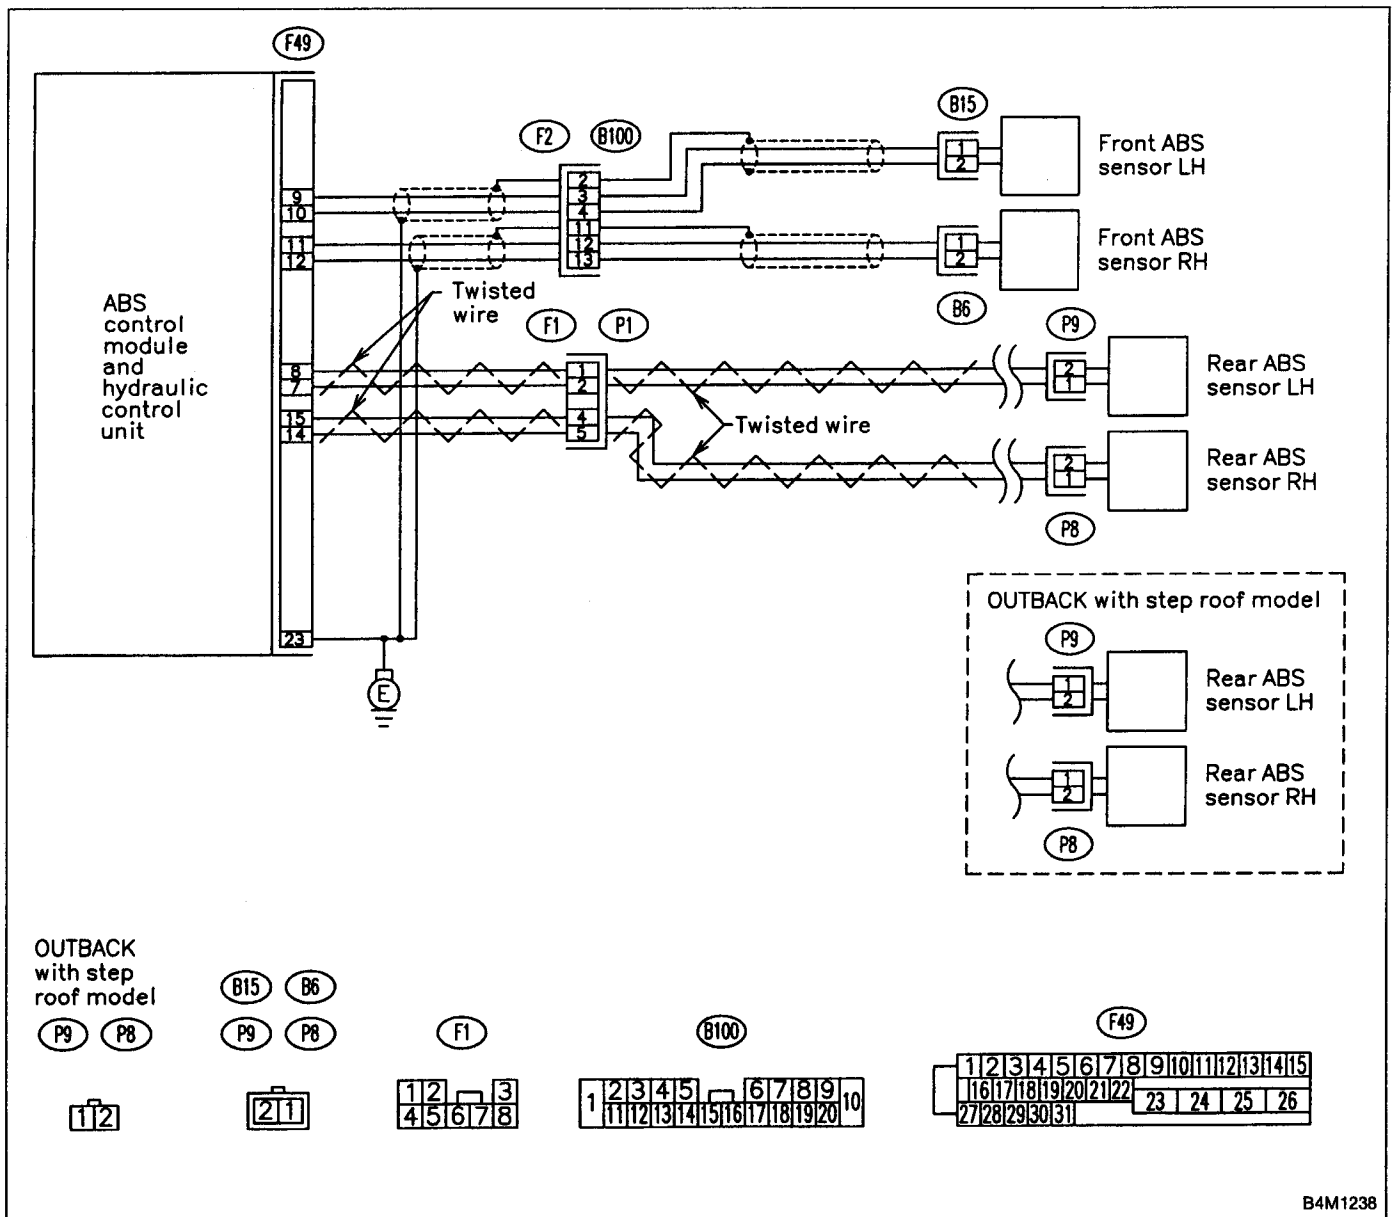 F49
B15
F2 B100
1
2
Front ABS
sensor LH
2
3
4
11
12
13
9
10
11
12
1
2
Front ABS
sensor RH
B6
ABS
control
module
and
hydraulic
control
unit
Twisted
wire
F1 P1
P9
8
7
15
14
1
2
4
5
2
1
Rear ABS
sensor LH
Twisted wire
2
1
Rear ABS
sensor RH
P8
23
E
OUTBACK with step roof model
P9
1
2
Rear ABS
sensor LH
1
2
Rear ABS
sensor RH
P8
OUTBACK
with step
roof model
P9 P8
1 2
B15 B6
P9 P8
2 1
F1
1 2 3
4 5 6 7 8
B100
1 2 3 4 5 6 7 8 9 10
11 12 13 14 15 16 17 18 19 20
F49
1 2 3 4 5 6 7 8 9 10 11 12 13 14 15
16 17 18 19 20 21 22 23 24 25 26
27 28 29 30 31
B4M1238